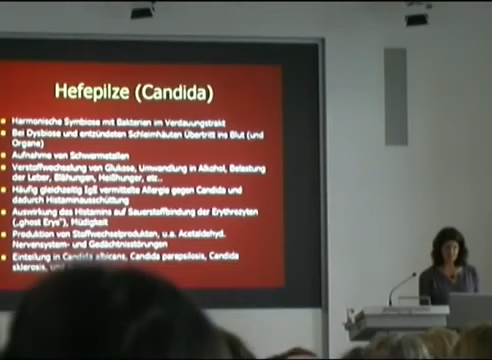 Hefepilze (Candida)
Harmonische Symbiose mit Bakterien im Verdauungstrakt
Bei Dysbiose und entzündeten Schleimhäuten Übertritt ins Blut (und
Organe)
Aufnahme von Schwermetallen
Verstoffwechselung von Glukose, Umwandlung in Alkohol, Belastung
der Leber, Blähungen, Heißhunger, etc..
Häufig gleichzeitig IgE vermittelte Allergie gegen Candida und
dadurch Histaminausschüttung
Auswirkung des Histamins auf Sauerstoffbindung der Erythrozyten
(„ghost Erys"), Müdigkeit
Produktion von Stoffwechselprodukten, u.a. Acetaldehyd.
Nervensystem- und Gedächtnisstörungen
Einteilung in Candida albicans, Candida parapsilosis, Candida
sklerosis,